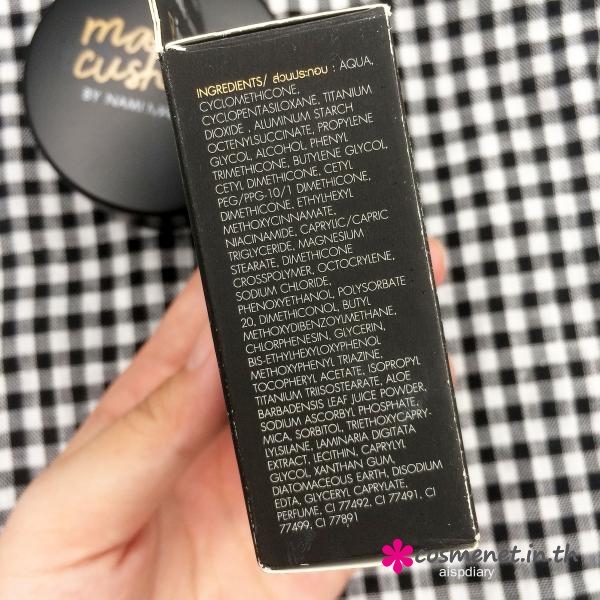 cush
BY NAMI
INGREDIENTS/ ส่วนประกอบ : AQUA,
CYCLOMETHICONE,
CYCLOPENTASILOXANE, TITANIUM
DIOXIDE , ALUMINUM STARCH
OCTENYLSUCCINATE, PROPYLENE
GLYCOL, ALCOHOL, PHENYL
TRIMETHICONE, BUTYLENE GLYCOL,
CETYL DIMETHICONE, CETYL
PEG/PPG-10/1 DIMETHICONE,
DIMETHICONE, ETHYLHEXYL
METHOXYCINNAMATE,
NIACINAMIDE, CAPRYLIC/CAPRIC
TRIGLYCERIDE, MAGNESIUM
STEARATE, DIMETHICONE
CROSSPOLYMER, OCTOCRYLENE,
SODIUM CHLORIDE,
PHENOXYETHANOL, POLYSORBATE
20, DIMETHICONOL, BUTYL
METHOXYDIBENZOYLMETHANE,
CHLORPHENESIN, GLYCERIN,
BIS-ETHYLHEXYLOXYPHENOL
METHOXYPHENYL TRIAZINE,
TOCOPHERYL ACETATE, ISOPROPYL
TITANIUM TRIISOSTEARATE, ALOE
BARBADENSIS LEAF JUICE POWDER,
SODIUM ASCORBYL PHOSPHATE,
MICA, SORBITOL, TRIETHOXYCAPRY-
LYLSILANE, LAMINARIA DIGITATA
EXTRACT, LECITHIN, CAPRYLYL
GLYCOL, XANTHAN GUM,
DIATOMACEOUS EARTH, DISODIUM
EDTA, GLYCERYL CAPRYLATE,
PERFUME, CI 77492, CI 77491, CI
77499, CI 77891
cosmenet.in.th
aispdiary